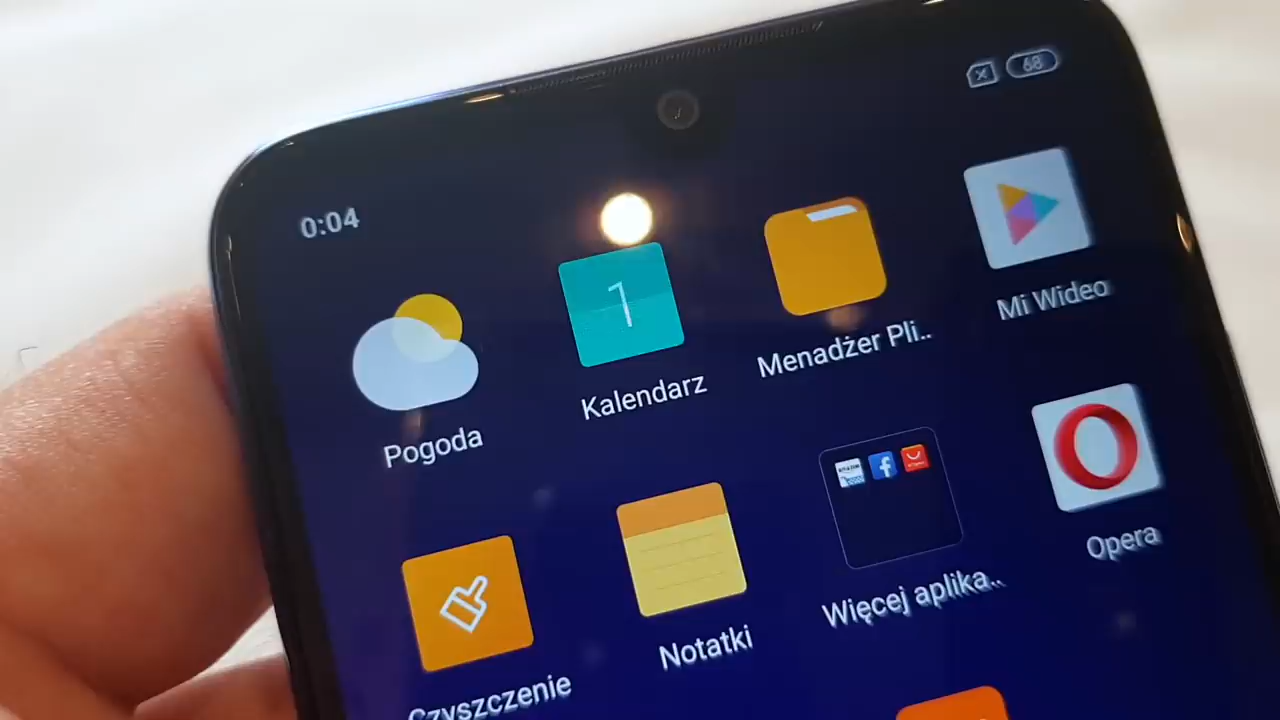 68
0:04
Mi Wideo
Menadżer Pli..
Kalendarz
1
Pogoda
Opera
Więcej aplika..
Notatki
Czyszczenie